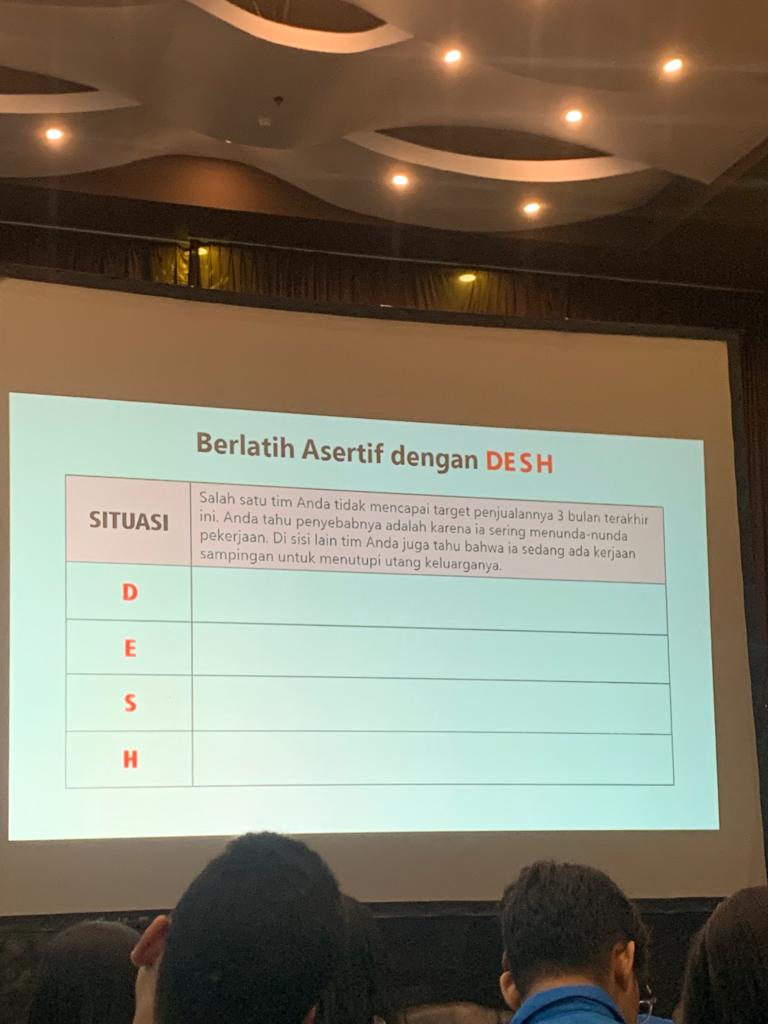 Berlatih Asertif dengan DESH
SITUASI
Salah satu tim Anda tidak mencapai target penjualannya 3 bulan terakhir
ini. Anda tahu penyebabnya adalah karena ia sering menunda-nunda
pekerjaan. Di sisi lain tim Anda juga tahu bahwa ia sedang ada kerjaan
sampingan untuk menutupi utang keluarganya.
D
E
S
H